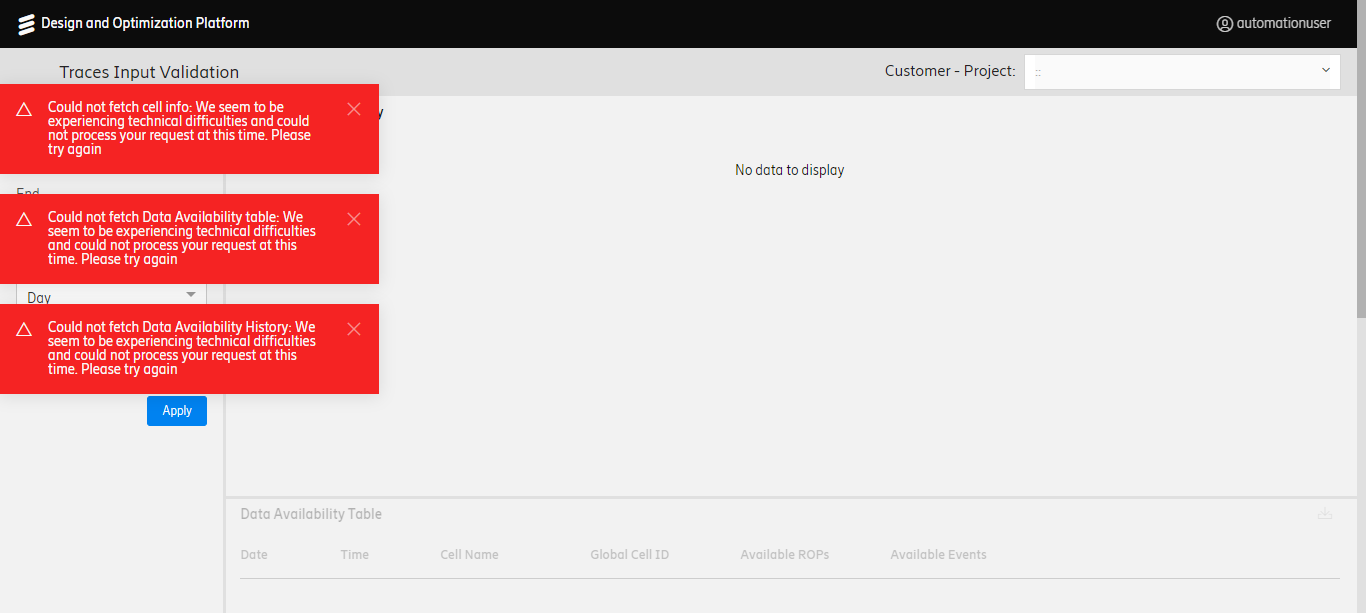 Design and Optimization Platform
automationuser
Traces Input Validation
Customer - Project:
::
Could not fetch cell info: We seem to be
experiencing technical difficulties and could
not process your request at this time. Please
try again
y
No data to display
End
Could not fetch Data Availability table: We
seem to be experiencing technical difficulties
and could not process your request at this
time. Please try again
Day
Could not fetch Data Availability History: We
seem to be experiencing technical difficulties
and could not process your request at this
time. Please try again
Apply
Data Availability Table
Date Time Cell Name Global Cell ID Available ROPs Available Events